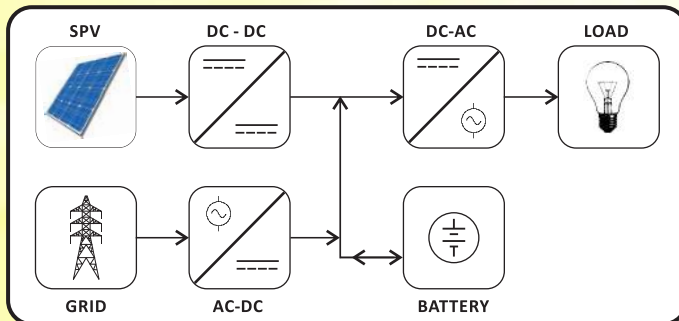 SPV
DC - DC
DC-AC
LOAD
GRID
AC-DC
BATTERY